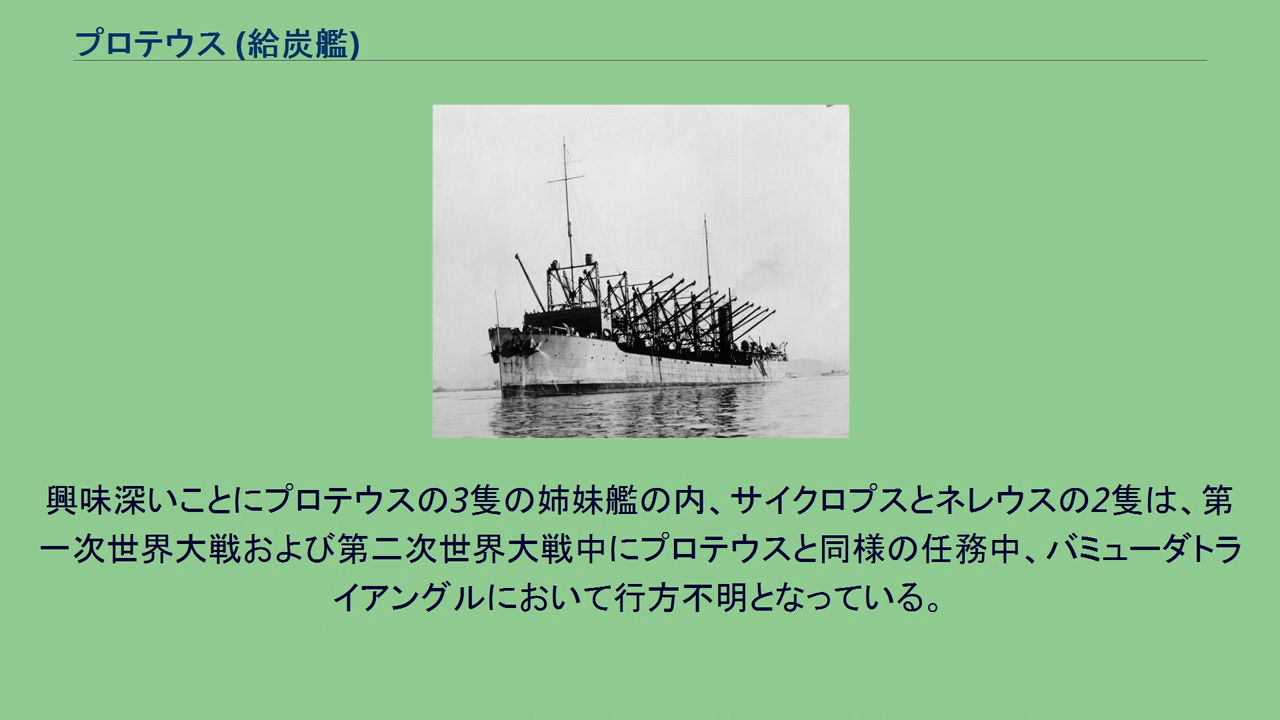 プロテウス (給炭艦)
興味深いことにプロテウスの3隻の姉妹艦の内、サイクロプスとネレウスの2隻は、第
一次世界大戦および第二次世界大戦中にプロテウスと同様の任務中、バミューダトラ
イアングルにおいて行方不明となっている。